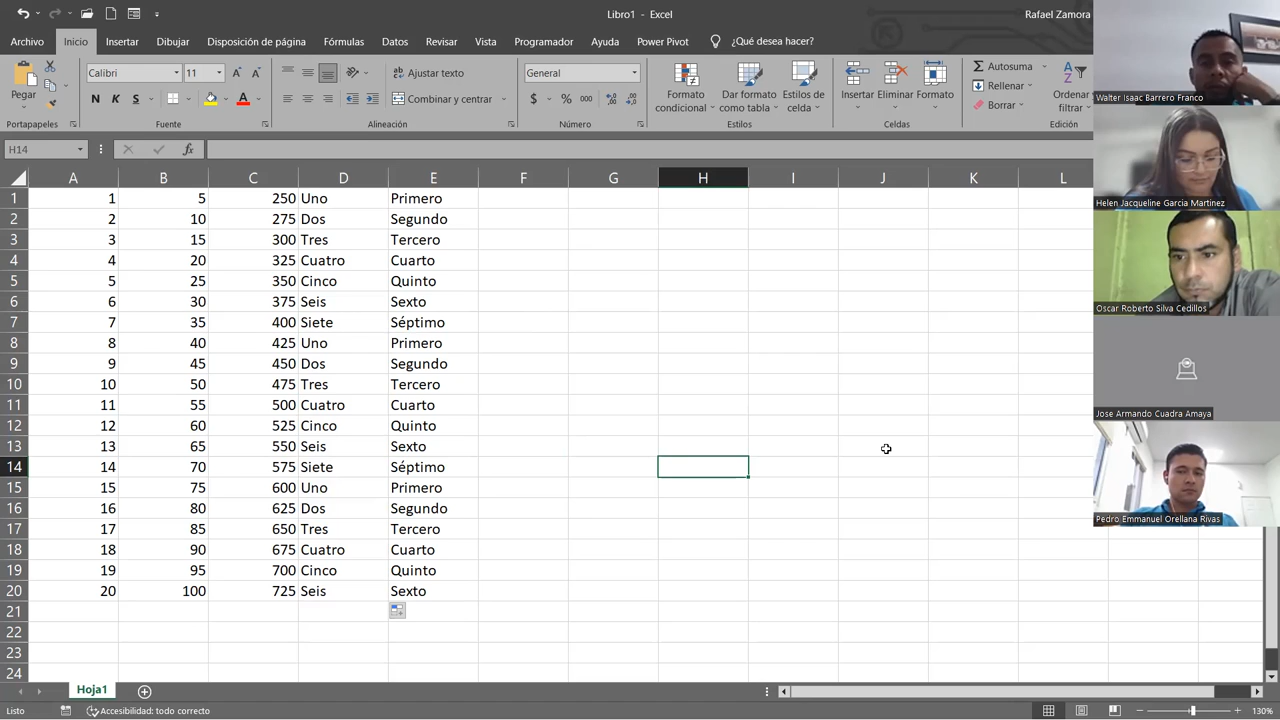 Libro1 - Excel
Rafael Zamora
Archivo Inicio Insertar Dibujar Disposición de página Fórmulas Datos Revisar Vista Programador Ayuda Power Pivot ¿Qué desea hacer?
Pegar
Calibri 11
N K S
Ajustar texto
Combinar y centrar
General
$ % 000
Formato condicional
Dar formato como tabla
Estilos de celda
Insertar Eliminar Formato
Autosuma
Rellenar
Borrar
Ordenar filtrar
Portapapeles Fuente Alineación Número Estilos Celdas Edición
H14 fx
A B C D E F G H I J K L
1 1 5 250 Uno Primero
2 2 10 275 Dos Segundo
3 3 15 300 Tres Tercero
4 4 20 325 Cuatro Cuarto
5 5 25 350 Cinco Quinto
6 6 30 375 Seis Sexto
7 7 35 400 Siete Séptimo
8 8 40 425 Uno Primero
9 9 45 450 Dos Segundo
10 10 50 475 Tres Tercero
11 11 55 500 Cuatro Cuarto
12 12 60 525 Cinco Quinto
13 13 65 550 Seis Sexto
14 14 70 575 Siete Séptimo
15 15 75 600 Uno Primero
16 16 80 625 Dos Segundo
17 17 85 650 Tres Tercero
18 18 90 675 Cuatro Cuarto
19 19 95 700 Cinco Quinto
20 20 100 725 Seis Sexto
21
22
23
24
Hoja1
Listo Accesibilidad: todo correcto 130%
Walter Isaac Barrero Franco
Helen Jacqueline Garcia Martinez
Oscar Roberto Silva Cedillos
Jose Armando Cuadra Amaya
Pedro Emmanuel Orellana Rivas